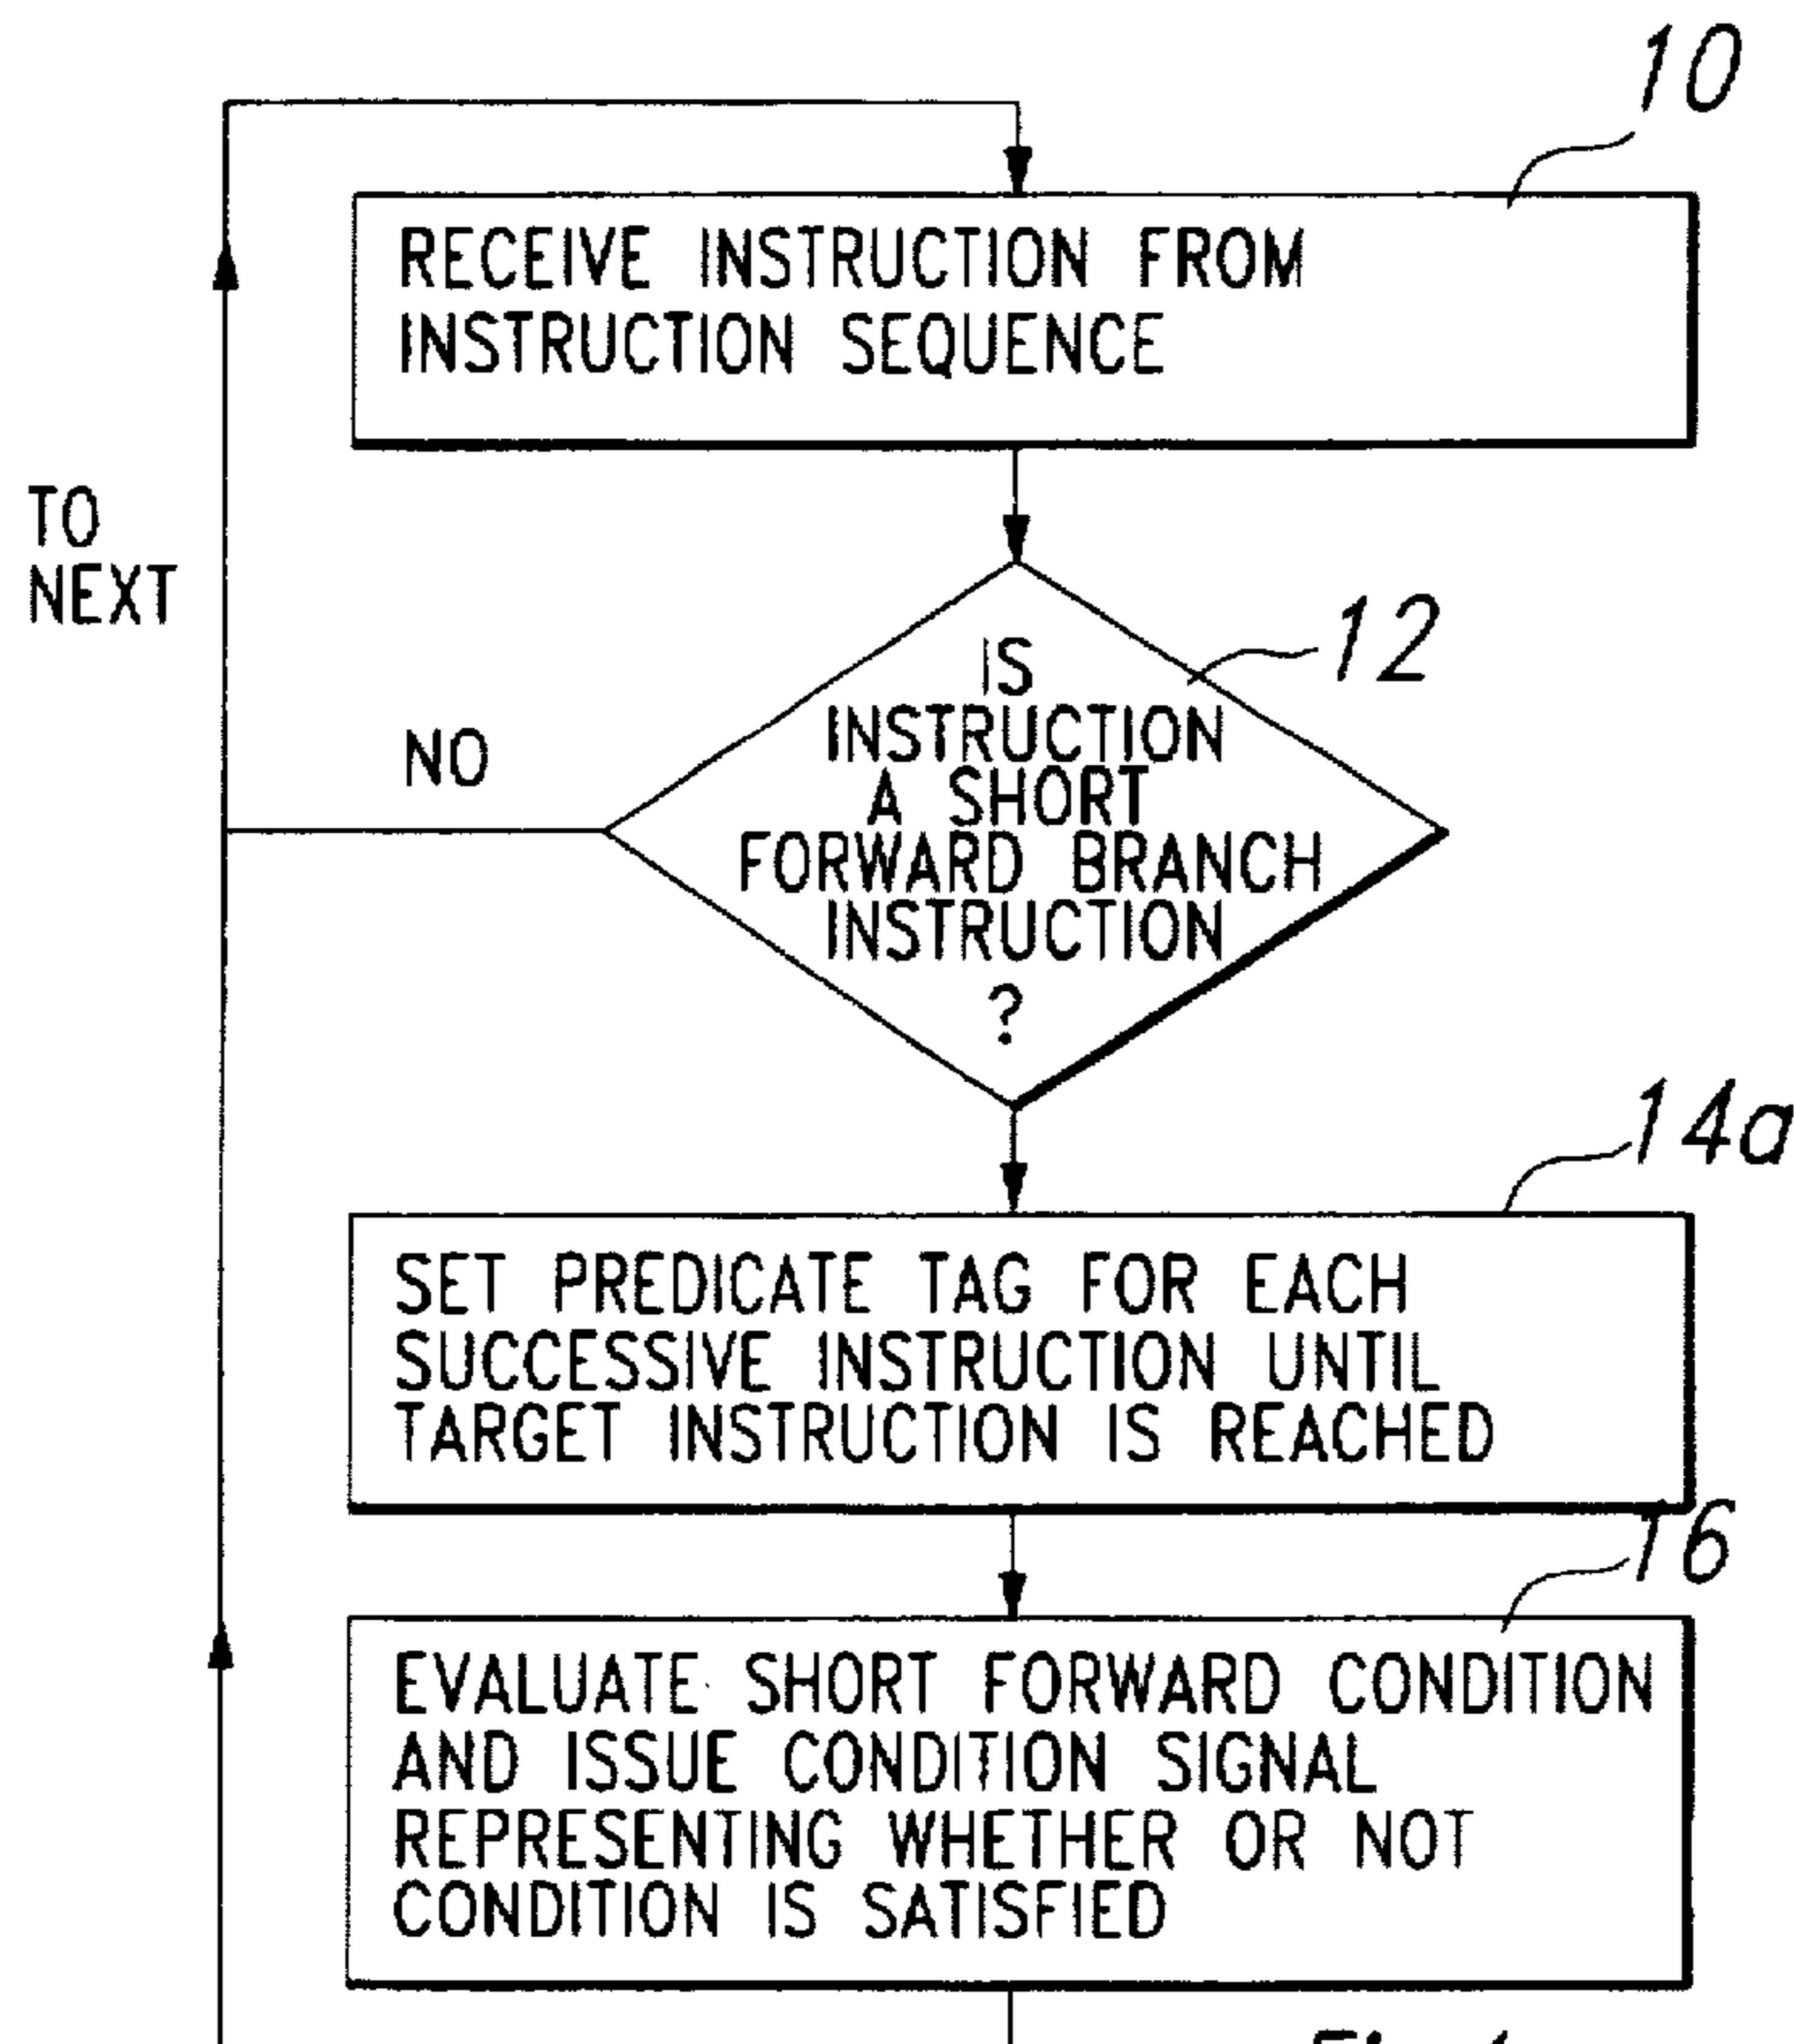 10
RECEIVE INSTRUCTION FROM
INSTRUCTION SEQUENCE
TO
NEXT
12
IS
INSTRUCTION
A SHORT
FORWARD BRANCH
INSTRUCTION
?
NO
14a
SET PREDICATE TAG FOR EACH
SUCCESSIVE INSTRUCTION UNTIL
TARGET INSTRUCTION IS REACHED
16
EVALUATE SHORT FORWARD CONDITION
AND ISSUE CONDITION SIGNAL
REPRESENTING WHETHER OR NOT
CONDITION IS SATISFIED